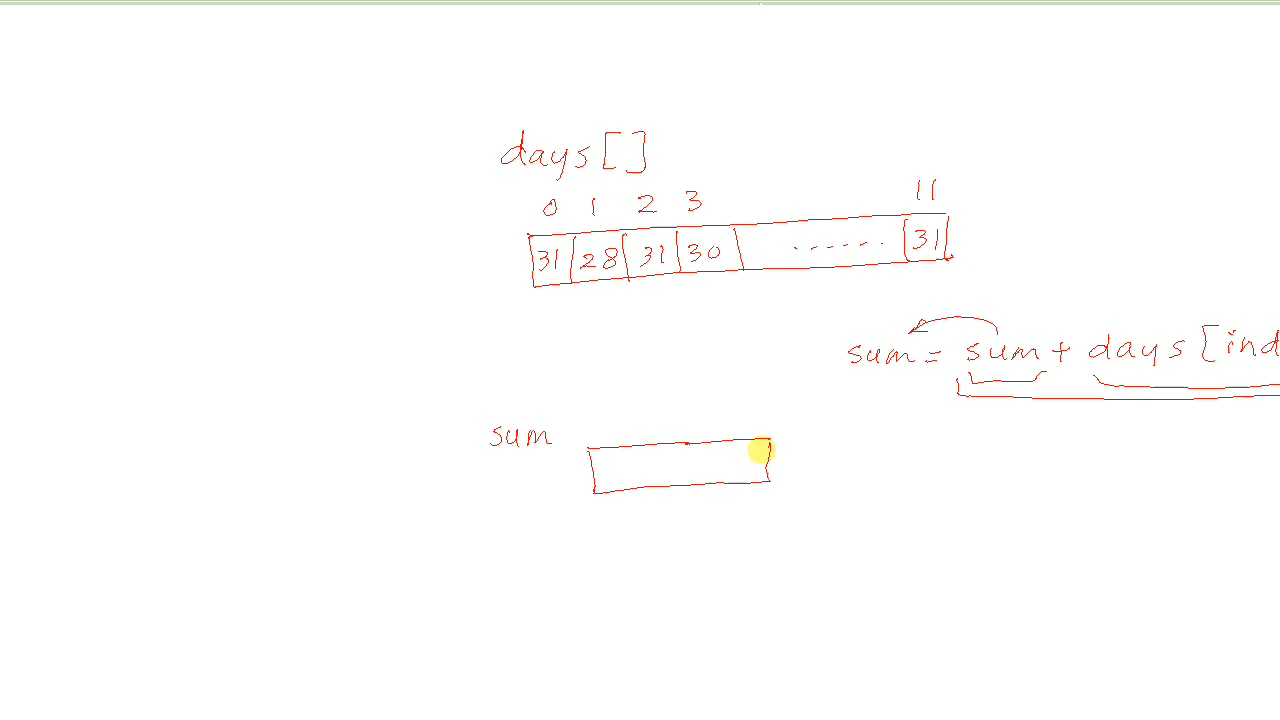 days[]
0 1 2 3 11
31 28 31 30 ...... 31
sum = sum + days[ind
sum